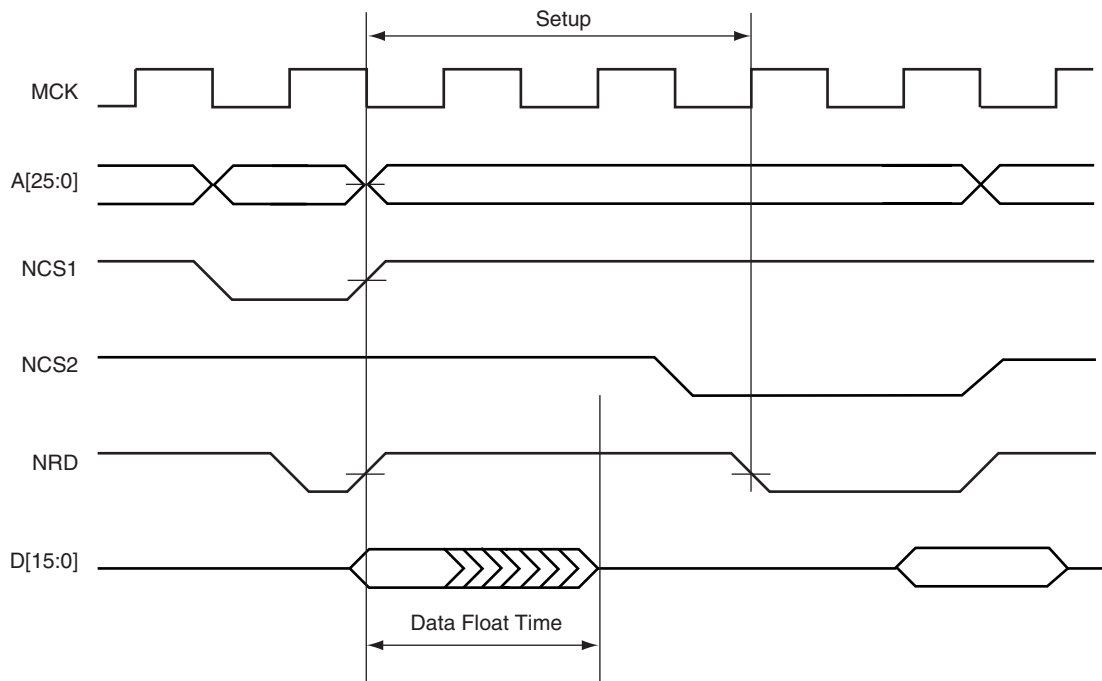 Setup
MCK
A[25:0]
NCS1
NCS2
NRD
D[15:0]
Data Float Time